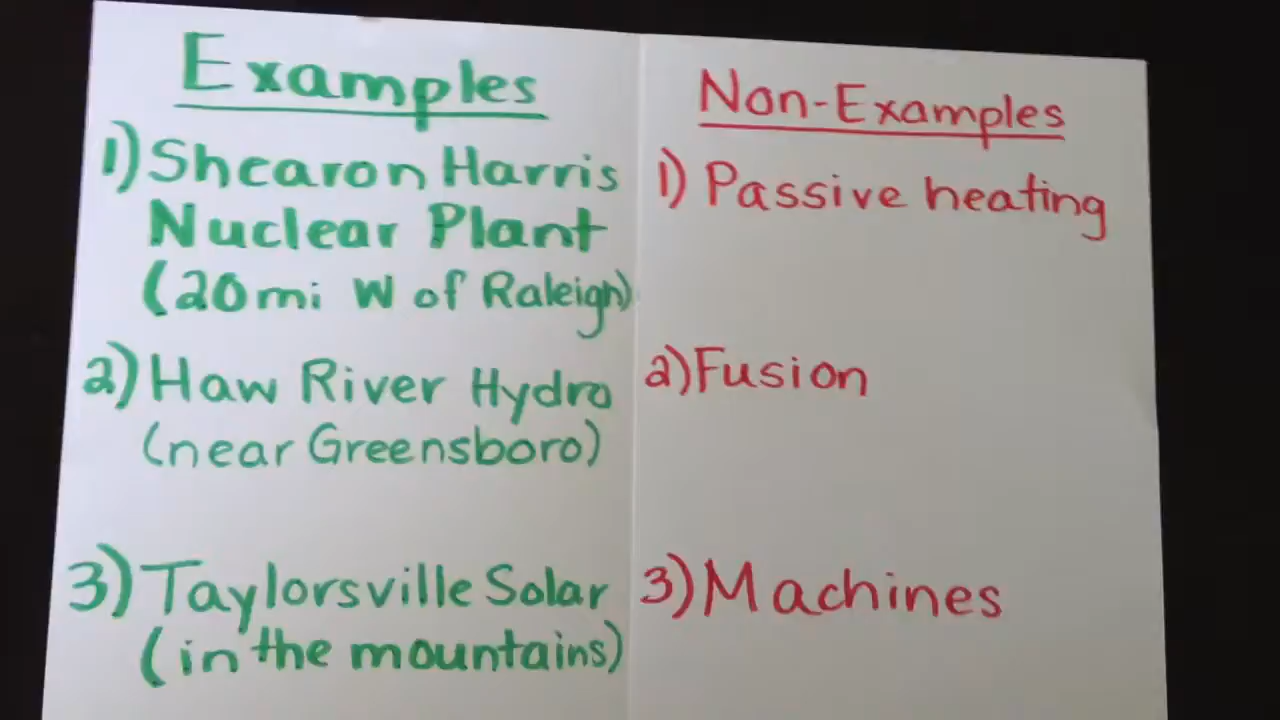 Examples
1) Shearon Harris
Nuclear Plant
(20 mi W of Raleigh)
2) Haw River Hydro
(near Greensboro)
3) Taylorsville Solar
(in the mountains)
Non-Examples
1) Passive heating
2) Fusion
3) Machines